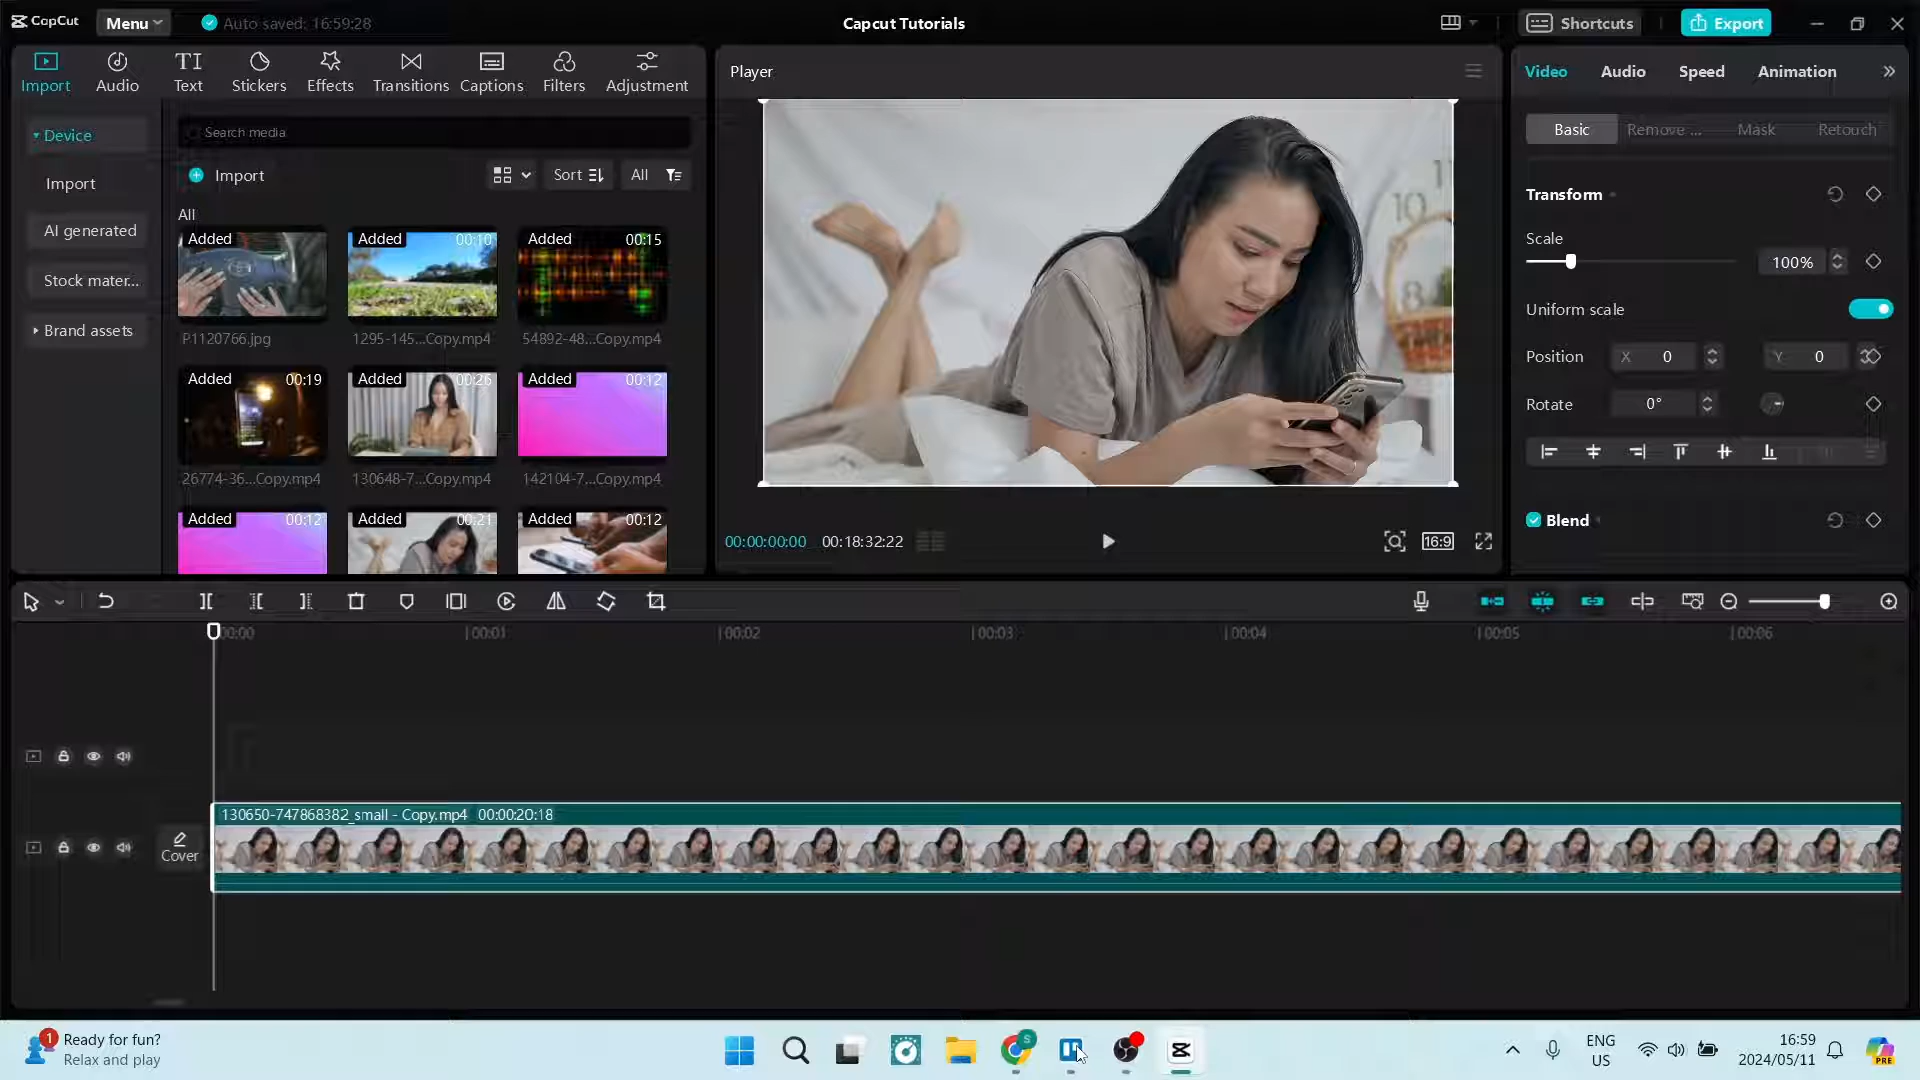 CapCut
Menu
Auto saved: 16:59:28
Capcut Tutorials
Shortcuts
Export
Import
Audio
Text
Stickers
Effects
Transitions
Captions
Filters
Adjustment
Device
Import
AI generated
Stock mater...
Brand assets
Search media
Import
Sort
All
All
Added
Added 00:10
Added 00:15
P1120766.jpg
1295-145...Copy.mp4
54892-48...Copy.mp4
Added 00:19
Added 00:26
Added 00:12
26774-36...Copy.mp4
130648-7...Copy.mp4
142104-7...Copy.mp4
Added 00:12
Added 00:21
Added 00:12
Player
00:00:00:00 00:18:32:22
16:9
Video
Audio
Speed
Animation
Basic
Remove ...
Mask
Retouch
Transform
Scale
100%
Uniform scale
Position X 0 Y 0
Rotate 0°
Blend
00:00 00:01 00:02 00:03 00:04 00:05 00:06
130650-747868382_small - Copy.mp4 00:00:20:18
Cover
1
Ready for fun?
Relax and play
S
ENG
US
16:59
2024/05/11
PRE